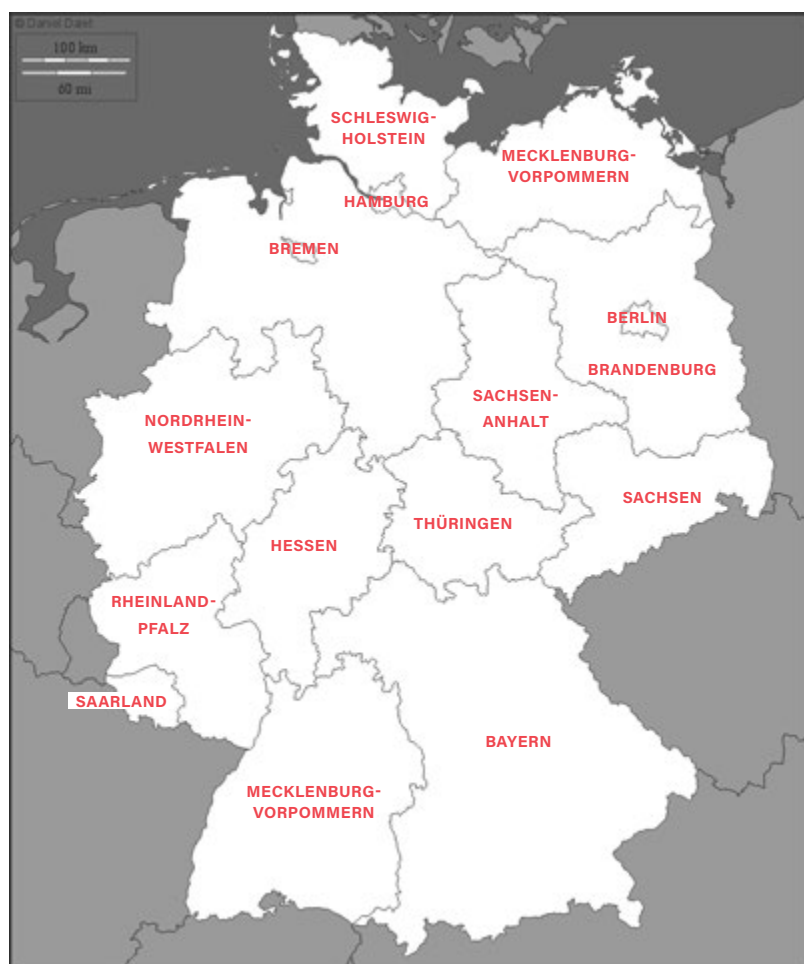 © Daniel Dalet
100 km
60 mi
SCHLESWIG-
HOLSTEIN
MECKLENBURG-
VORPOMMERN
HAMBURG
BREMEN
BERLIN
BRANDENBURG
SACHSEN-
ANHALT
NORDRHEIN-
WESTFALEN
SACHSEN
THÜRINGEN
HESSEN
RHEINLAND-
PFALZ
SAARLAND
BAYERN
MECKLENBURG-
VORPOMMERN